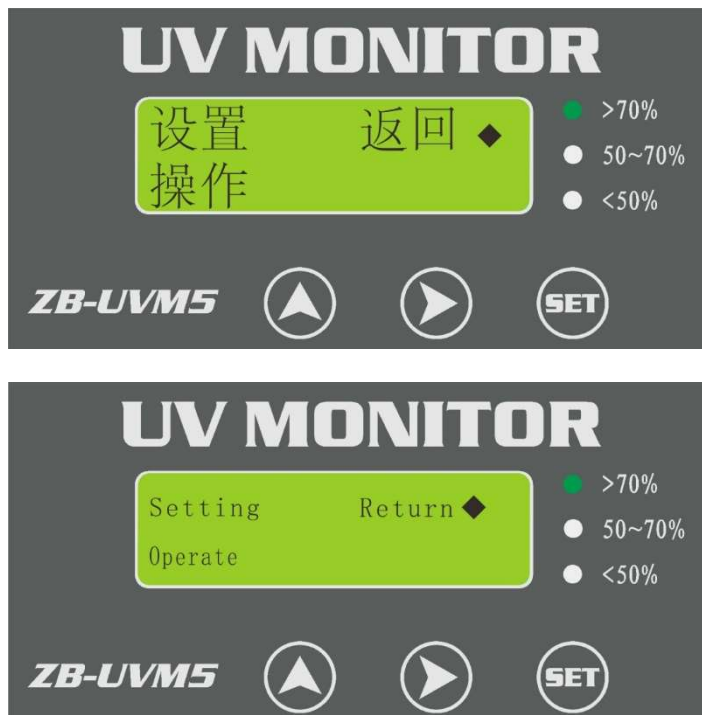 UV MONITOR
设置 返回 ◆
操作
>70%
50~70%
<50%
ZB-UVM5
SET
UV MONITOR
Setting Return ◆
Operate
>70%
50~70%
<50%
ZB-UVM5
SET